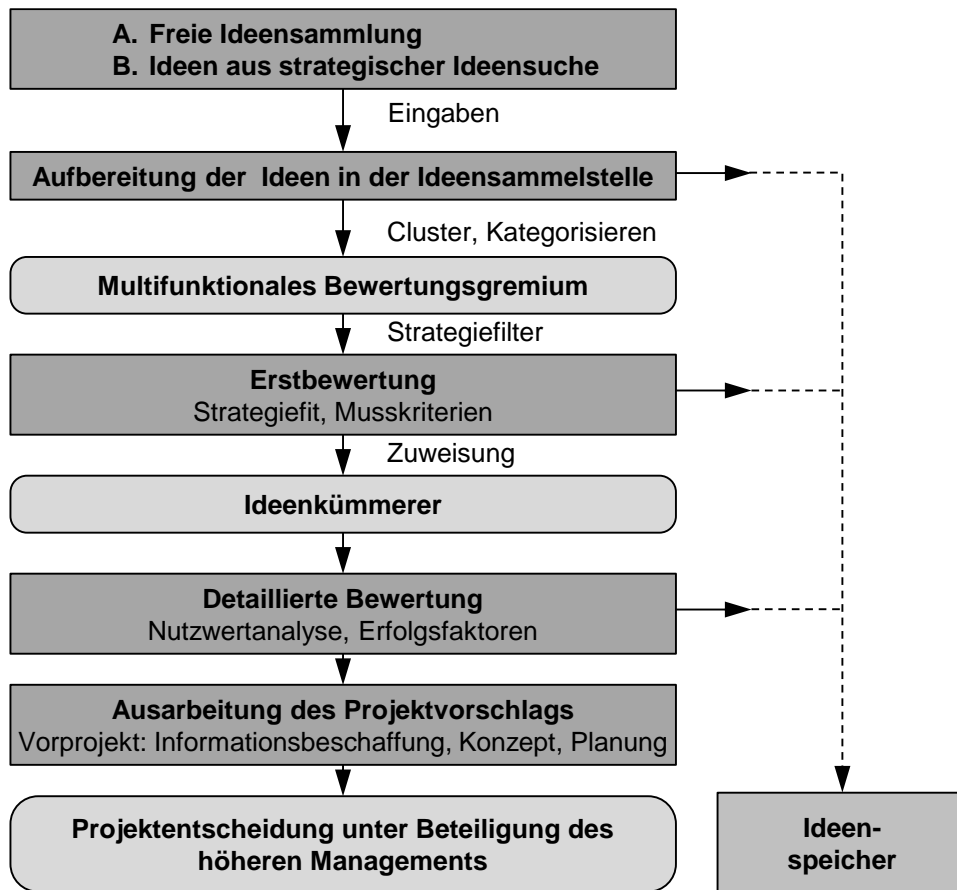 A. Freie Ideensammlung
B. Ideen aus strategischer Ideensuche
Eingaben
Aufbereitung der Ideen in der Ideensammelstelle
Cluster, Kategorisieren
Multifunktionales Bewertungsgremium
Strategiefilter
Erstbewertung
Strategiefit, Musskriterien
Zuweisung
Ideenkümmerer
Detaillierte Bewertung
Nutzwertanalyse, Erfolgsfaktoren
Ausarbeitung des Projektvorschlags
Vorprojekt: Informationsbeschaffung, Konzept, Planung
Projektentscheidung unter Beteiligung des
höheren Managements
Ideen-
speicher